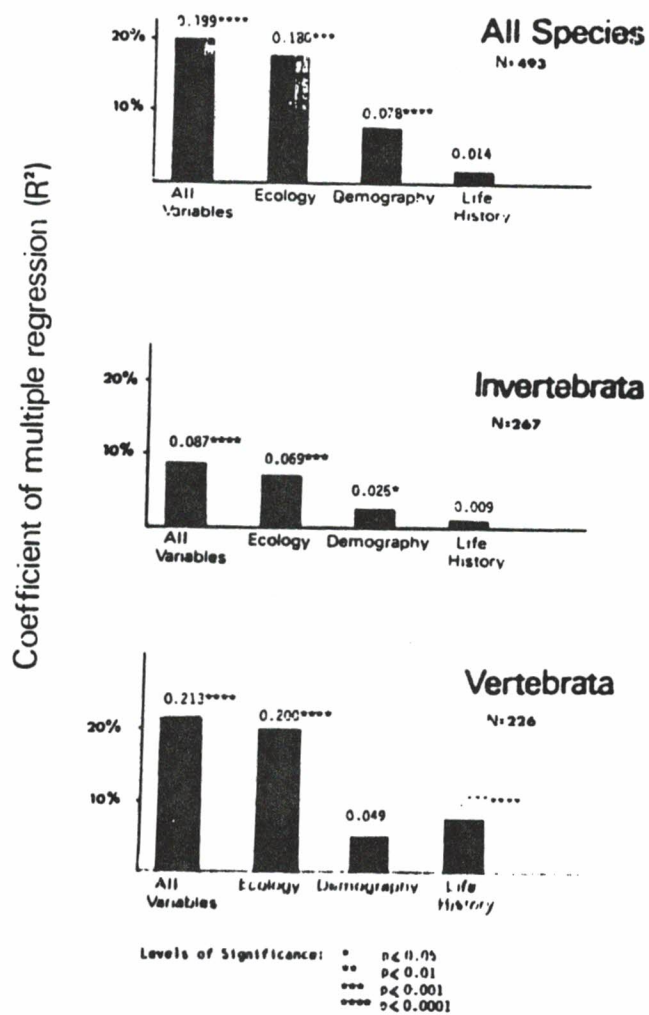 Coefficient of multiple regression (R²)
All Species
N=493
20%
10%
0.199****
0.180***
0.078****
0.014
All Variables
Ecology
Demography
Life History
Invertebrata
N=267
20%
10%
0.087****
0.069***
0.025*
0.009
All Variables
Ecology
Demography
Life History
Vertebrata
N=226
20%
10%
0.213****
0.200****
0.049
****
All Variables
Ecology
Demography
Life History
Levels of Significance:
* p≤0.05
** p≤0.01
*** p≤0.001
**** p≤0.0001